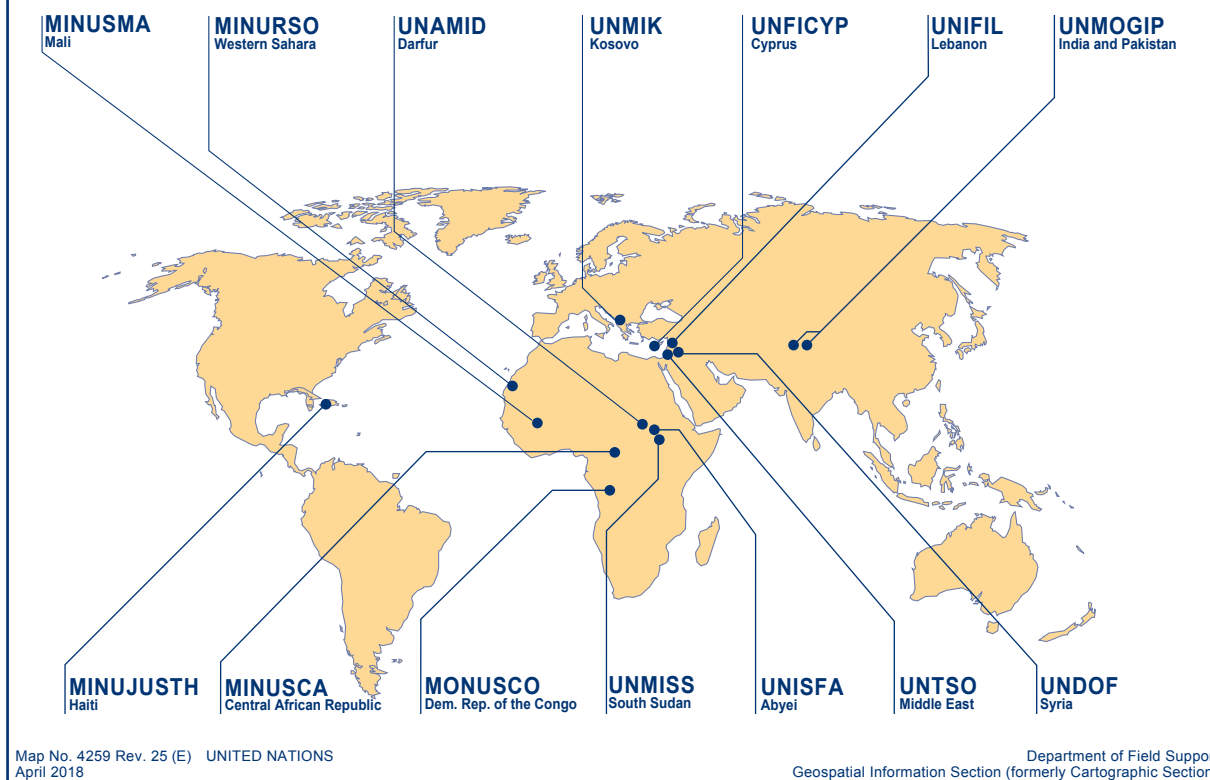 MINUSMA
Mali
MINURSO
Western Sahara
UNAMID
Darfur
UNMIK
Kosovo
UNFICYP
Cyprus
UNIFIL
Lebanon
UNMOGIP
India and Pakistan
MINUJUSTH
Haiti
MINUSCA
Central African Republic
MONUSCO
Dem. Rep. of the Congo
UNMISS
South Sudan
UNISFA
Abyei
UNTSO
Middle East
UNDOF
Syria
Map No. 4259 Rev. 25 (E) UNITED NATIONS
April 2018
Department of Field Suppo
Geospatial Information Section (formerly Cartographic Section